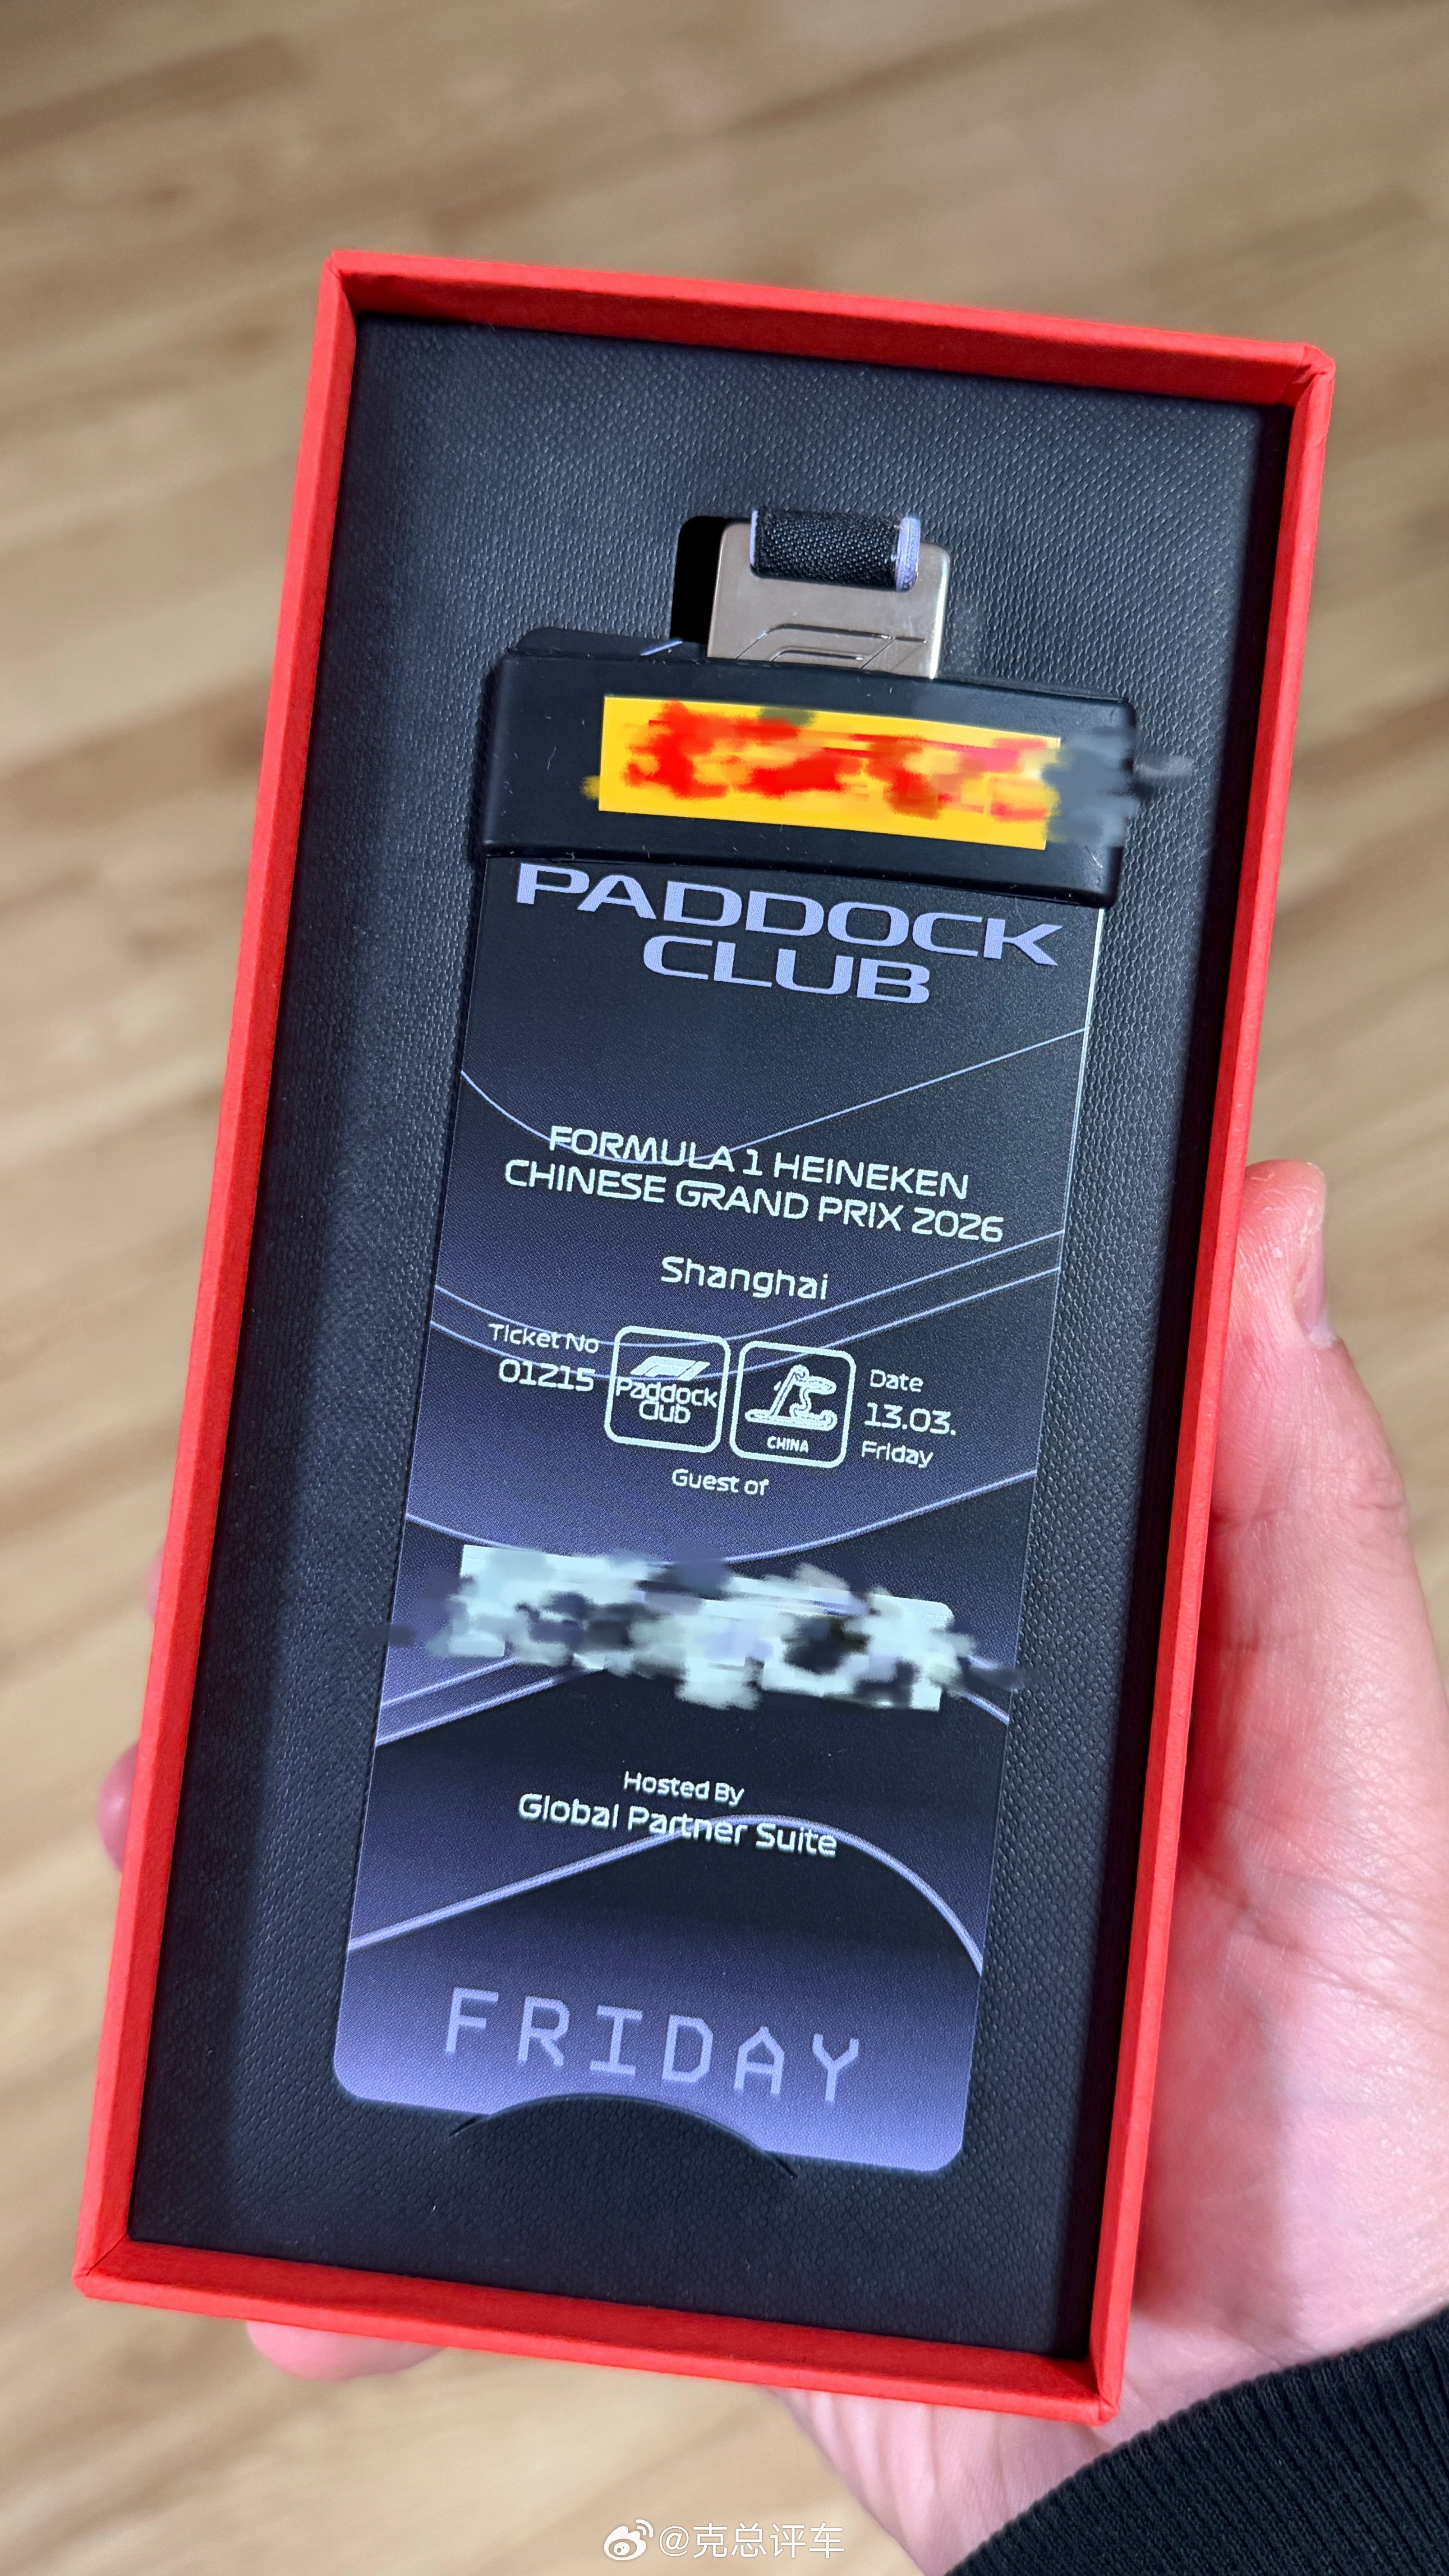 PADDOCK
CLUB
FORMULA 1 HEINEKEN
CHINESE GRAND PRIX 2026
Shanghai
Ticket No
01215
Paddock
Club
CHINA
Date
13.03.
Friday
Guest of
Hosted By
Global Partner Suite
FRIDAY
@克总评车